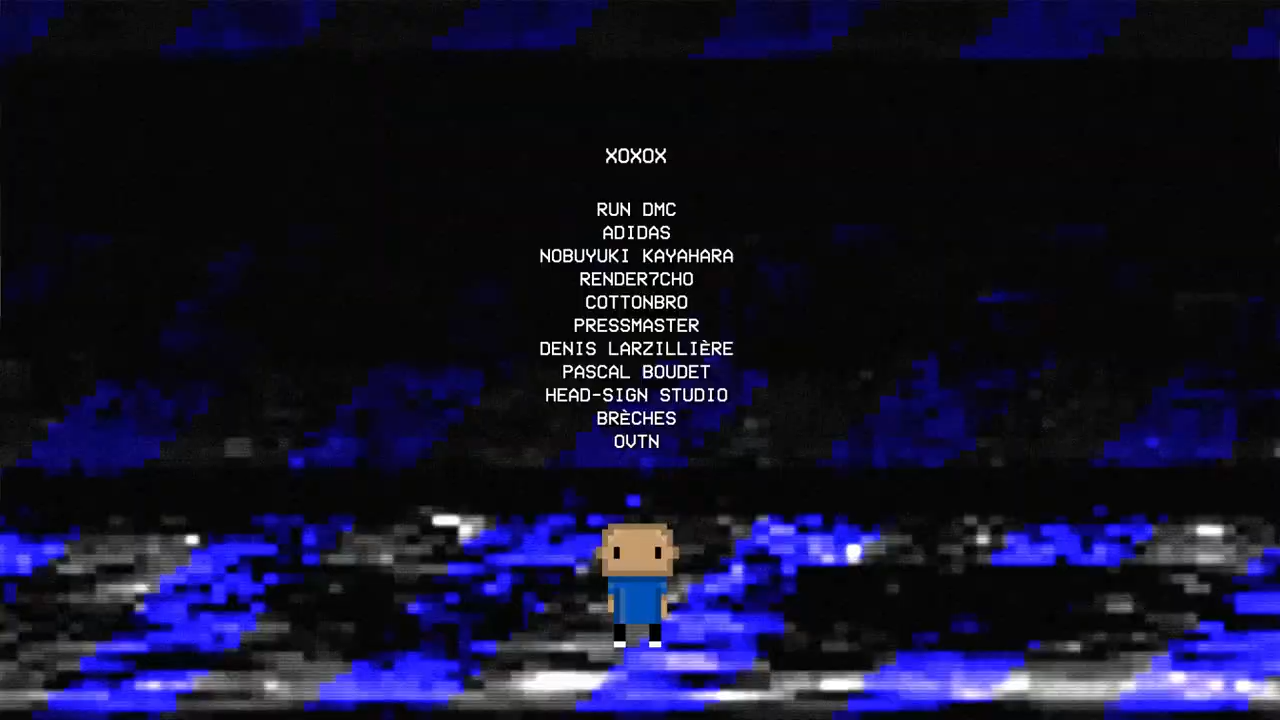 XOXOX
RUN DMC
ADIDAS
NOBUYUKI KAYAHARA
RENDER7CHO
COTTONBRO
PRESSMASTER
DENIS LARZILLIÈRE
PASCAL BOUDET
HEAD-SIGN STUDIO
BRÈCHES
OVTN